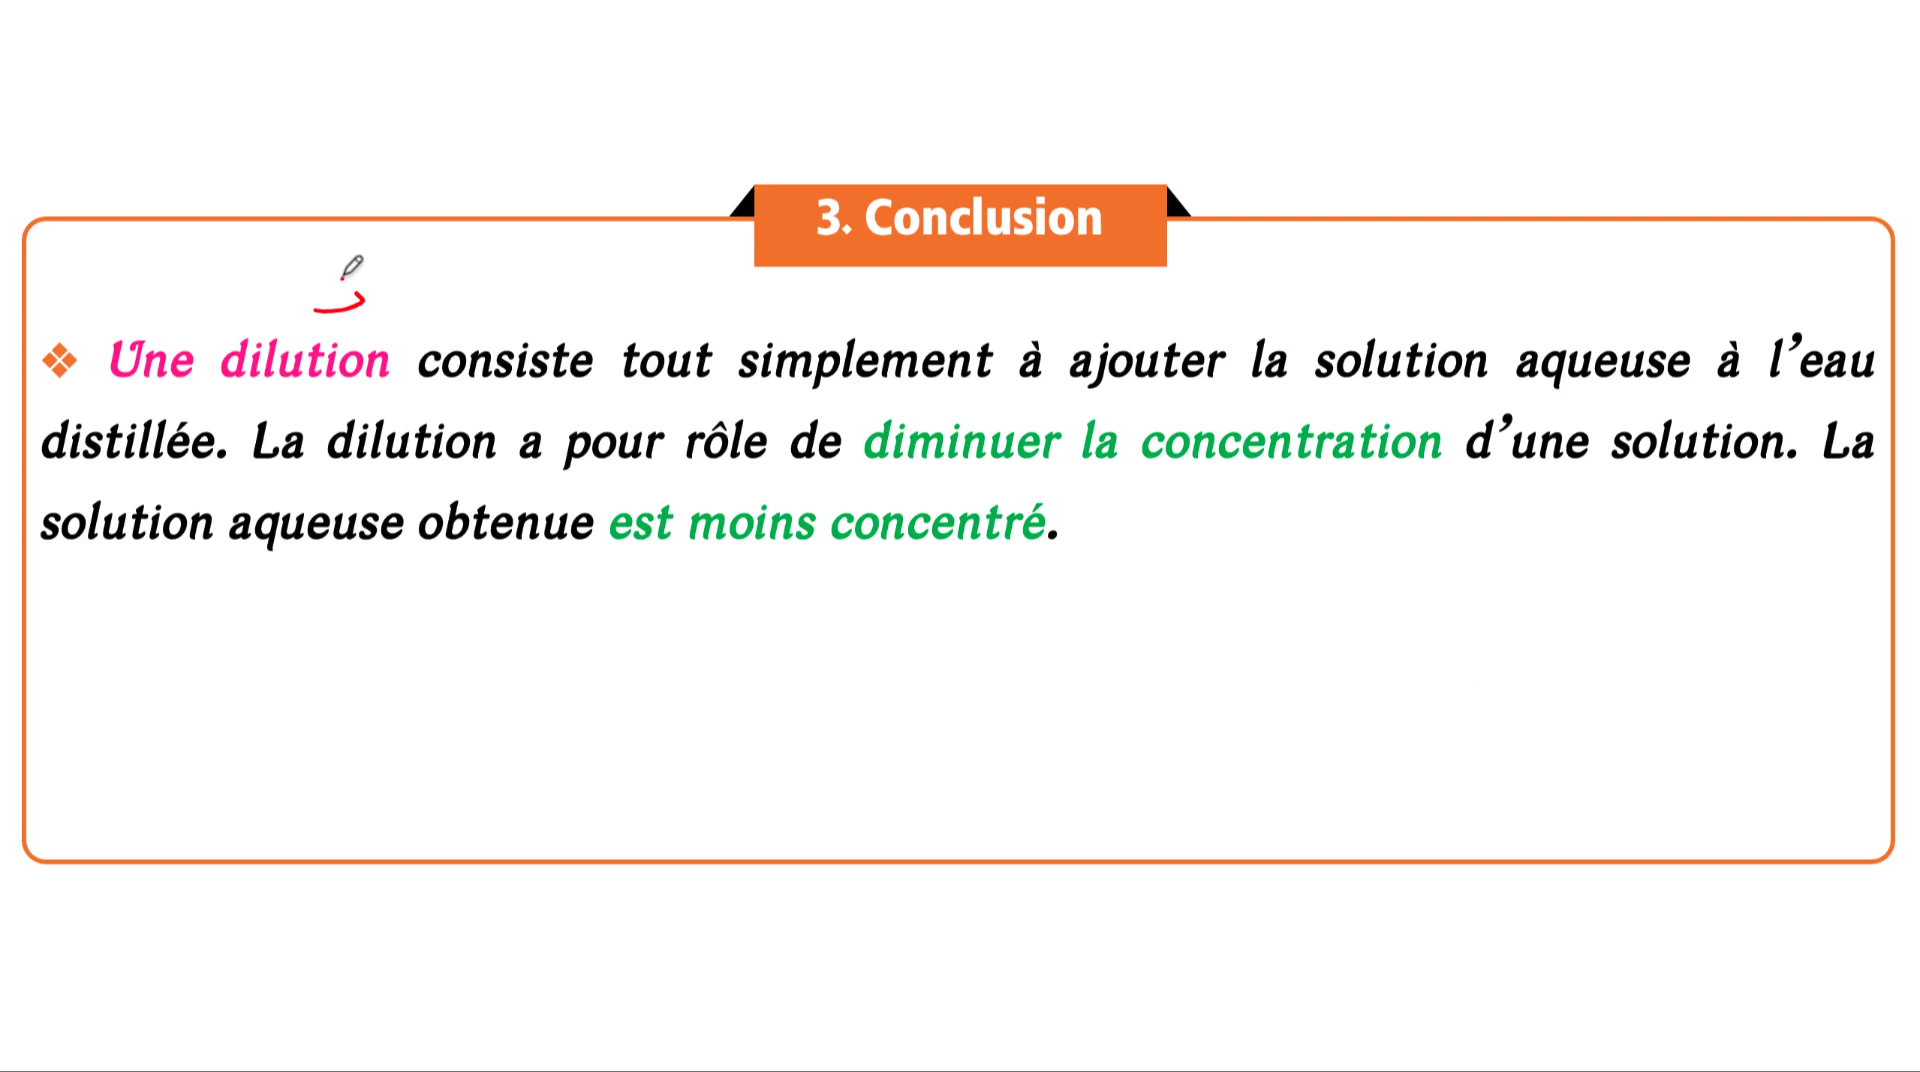 3. Conclusion
❖ Une dilution consiste tout simplement à ajouter la solution aqueuse à l’eau
distillée. La dilution a pour rôle de diminuer la concentration d’une solution. La
solution aqueuse obtenue est moins concentré.